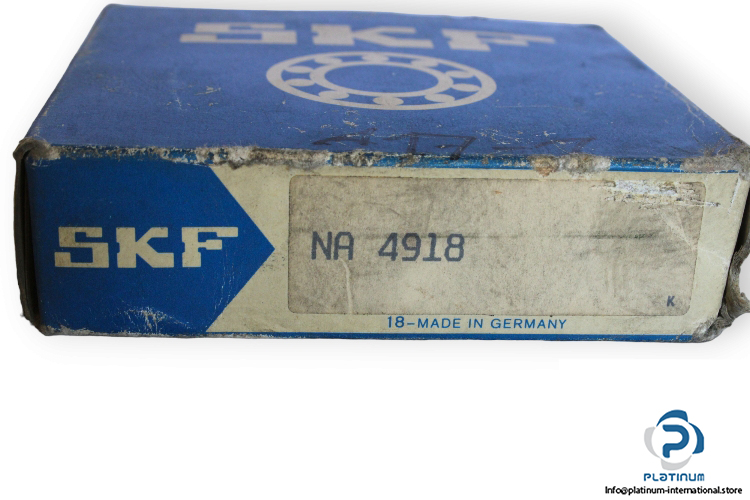 SKF
SKF
NA 4918
K
18-MADE IN GERMANY
PLATINUM
Info@platinum-international.store